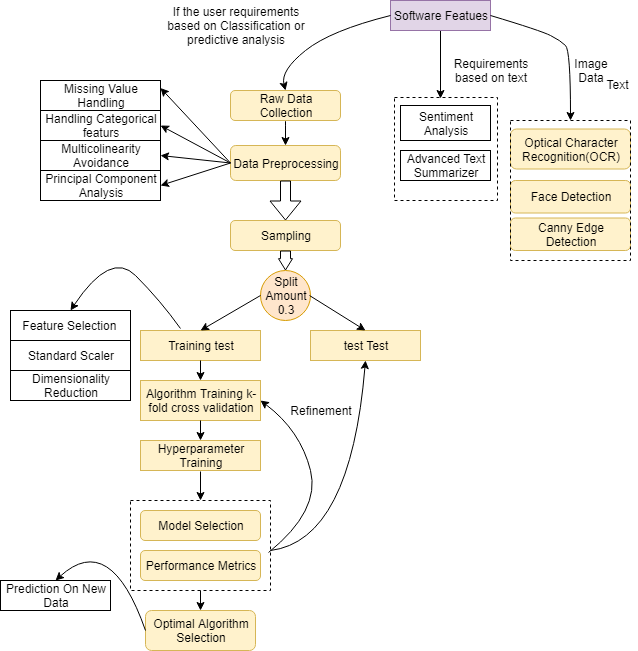 Software Featues
If the user requirements
based on Classification or
predictive analysis
Requirements
based on text
Image
Data
Text
Missing Value
Handling
Handling Categorical
featurs
Multicolinearity
Avoidance
Principal Component
Analysis
Raw Data
Collection
Data Preprocessing
Sentiment
Analysis
Advanced Text
Summarizer
Optical Character
Recognition(OCR)
Face Detection
Canny Edge
Detection
Sampling
Split
Amount
0.3
Feature Selection
Standard Scaler
Dimensionality
Reduction
Training test
test Test
Algorithm Training k-
fold cross validation
Refinement
Hyperparameter
Training
Model Selection
Performance Metrics
Prediction On New
Data
Optimal Algorithm
Selection